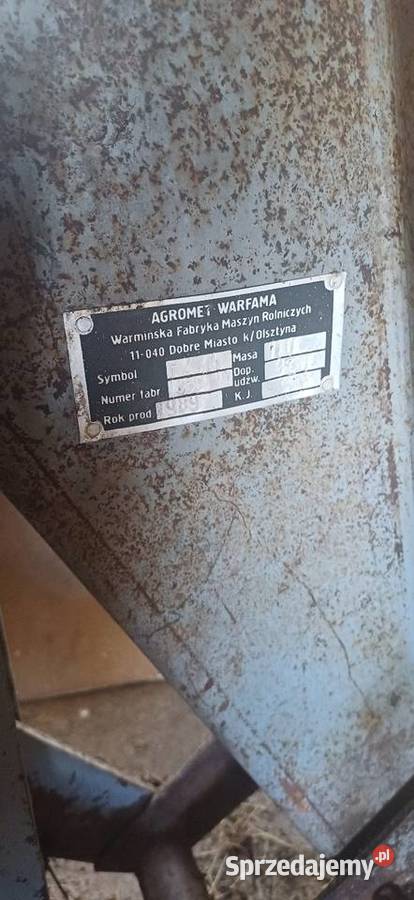 AGROMET WARFAMA
Warminska Fabryka Maszyn Rolniczych
11-040 Dobre Miasto k/Olsztyna
Symbol Masa
Numer fabr Dop. udźw.
Rok prod 1989 K.J.
Sprzedajemy.pl